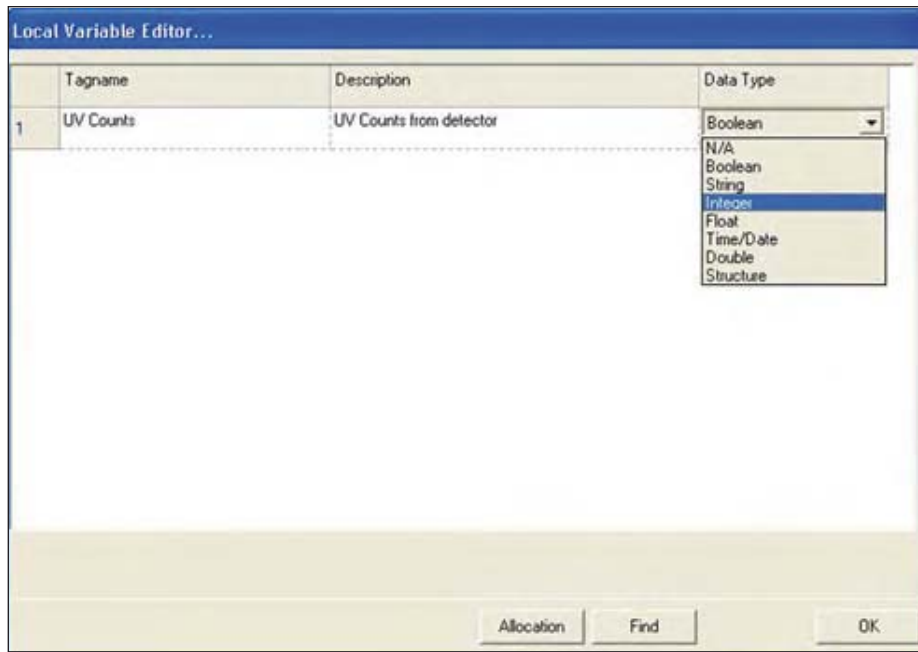 Local Variable Editor...
Tagname Description Data Type
1 UV Counts UV Counts from detector Boolean
N/A
Boolean
String
Integer
Float
Time/Date
Double
Structure
Allocation Find OK